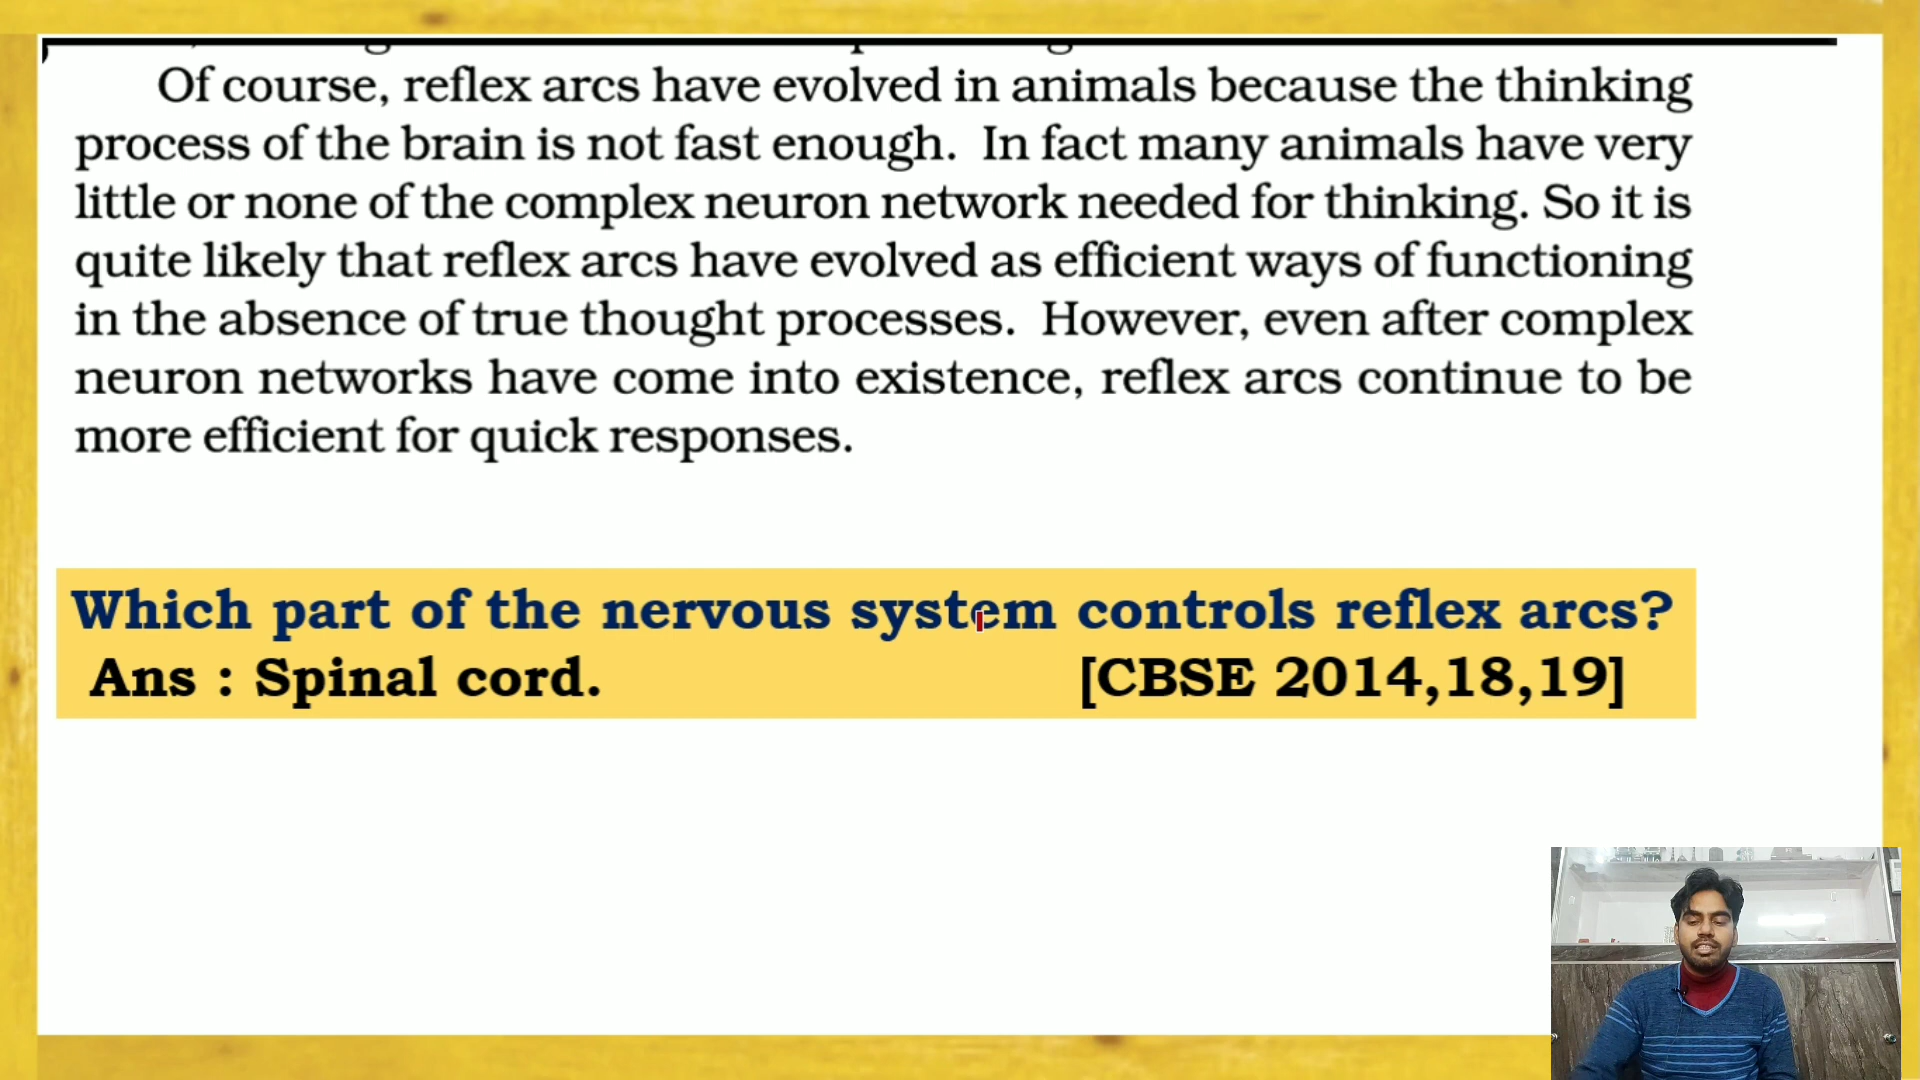 Of course, reflex arcs have evolved in animals because the thinking
process of the brain is not fast enough. In fact many animals have very
little or none of the complex neuron network needed for thinking. So it is
quite likely that reflex arcs have evolved as efficient ways of functioning
in the absence of true thought processes. However, even after complex
neuron networks have come into existence, reflex arcs continue to be
more efficient for quick responses.
Which part of the nervous system controls reflex arcs?
Ans : Spinal cord. [CBSE 2014,18,19]